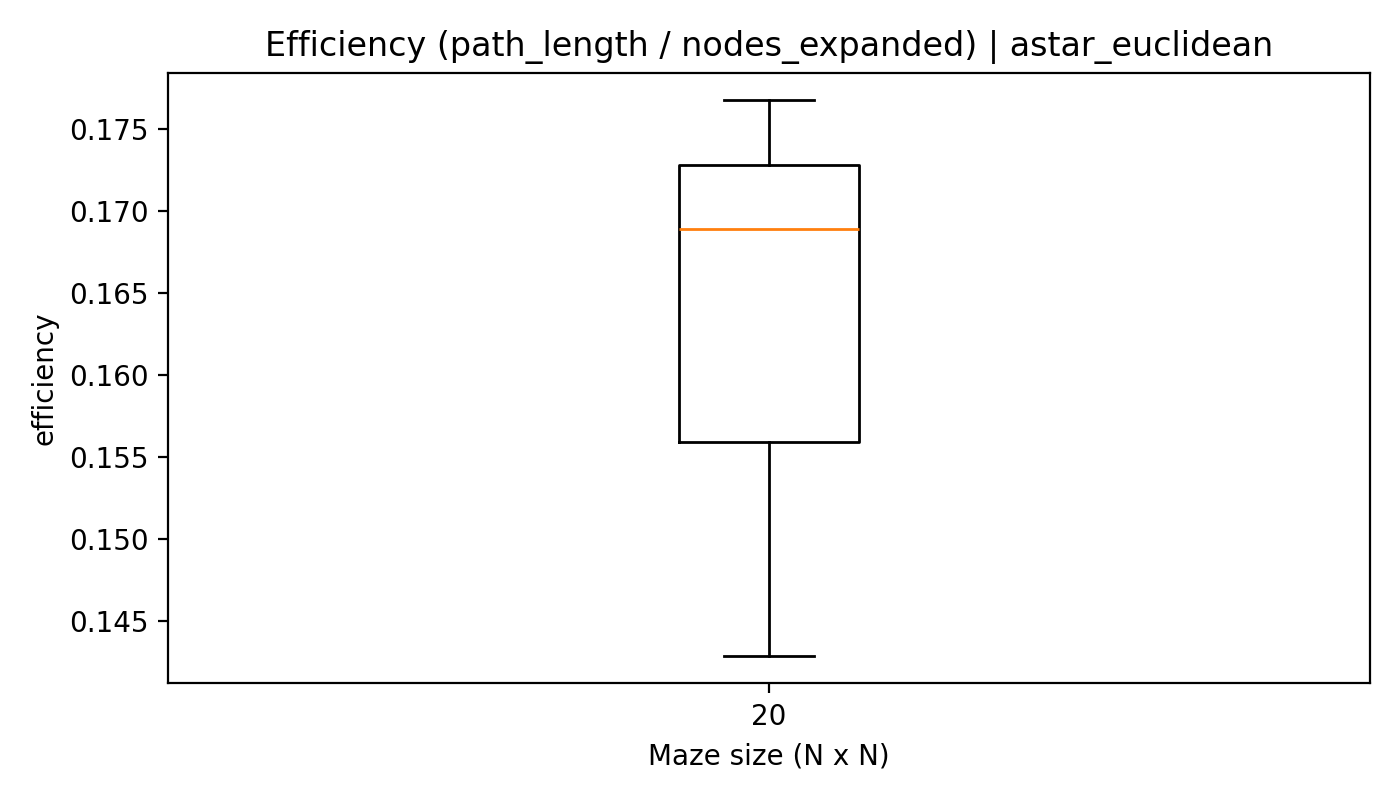 Efficiency (path_length / nodes_expanded) | astar_euclidean
0.175
0.170
0.165
0.160
0.155
0.150
0.145
efficiency
20
Maze size (N x N)